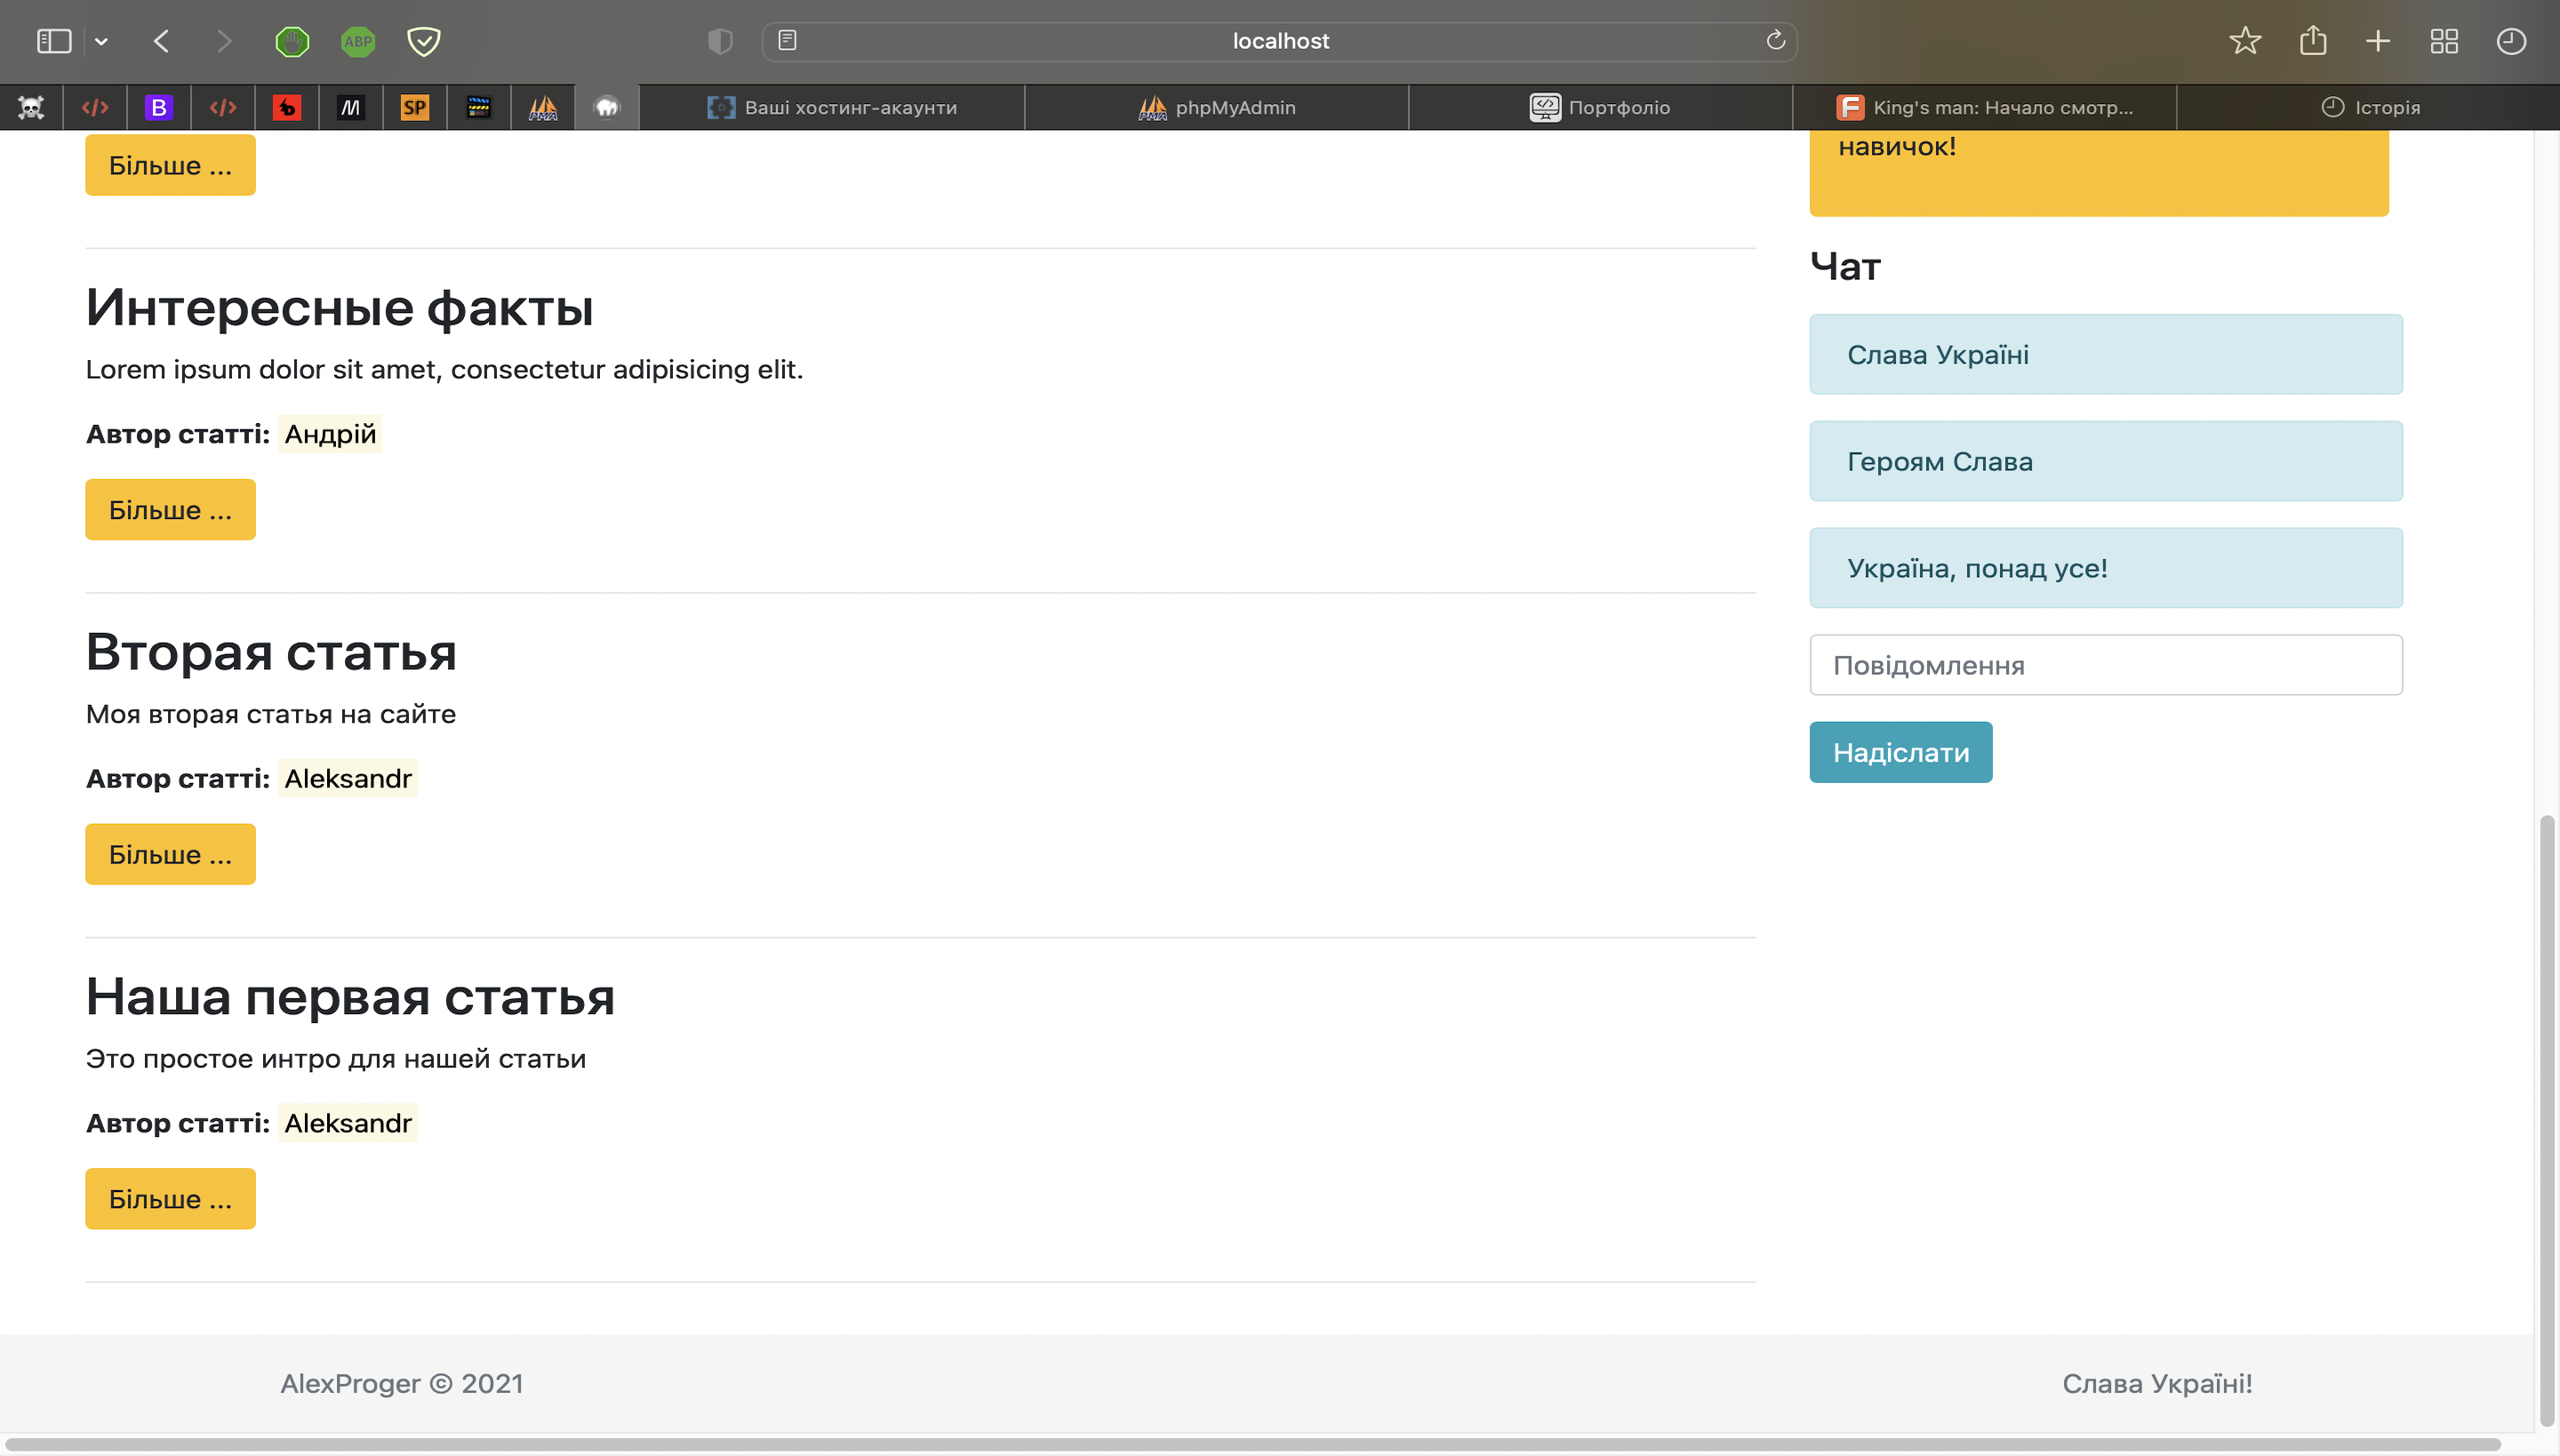 ABP
localhost
B
M
SP
PMA
Ваші хостинг-акаунти
PMA
phpMyAdmin
Портфоліо
F
King's man: Начало смотр...
Історія
Більше ...
Интересные факты
Lorem ipsum dolor sit amet, consectetur adipisicing elit.
Автор статті: Андрій
Більше ...
Вторая статья
Моя вторая статья на сайте
Автор статті: Aleksandr
Більше ...
Наша первая статья
Это простое интро для нашей статьи
Автор статті: Aleksandr
Більше ...
навичок!
Чат
Слава Україні
Героям Слава
Україна, понад усе!
Повідомлення
Надіслати
AlexProger © 2021
Слава Україні!